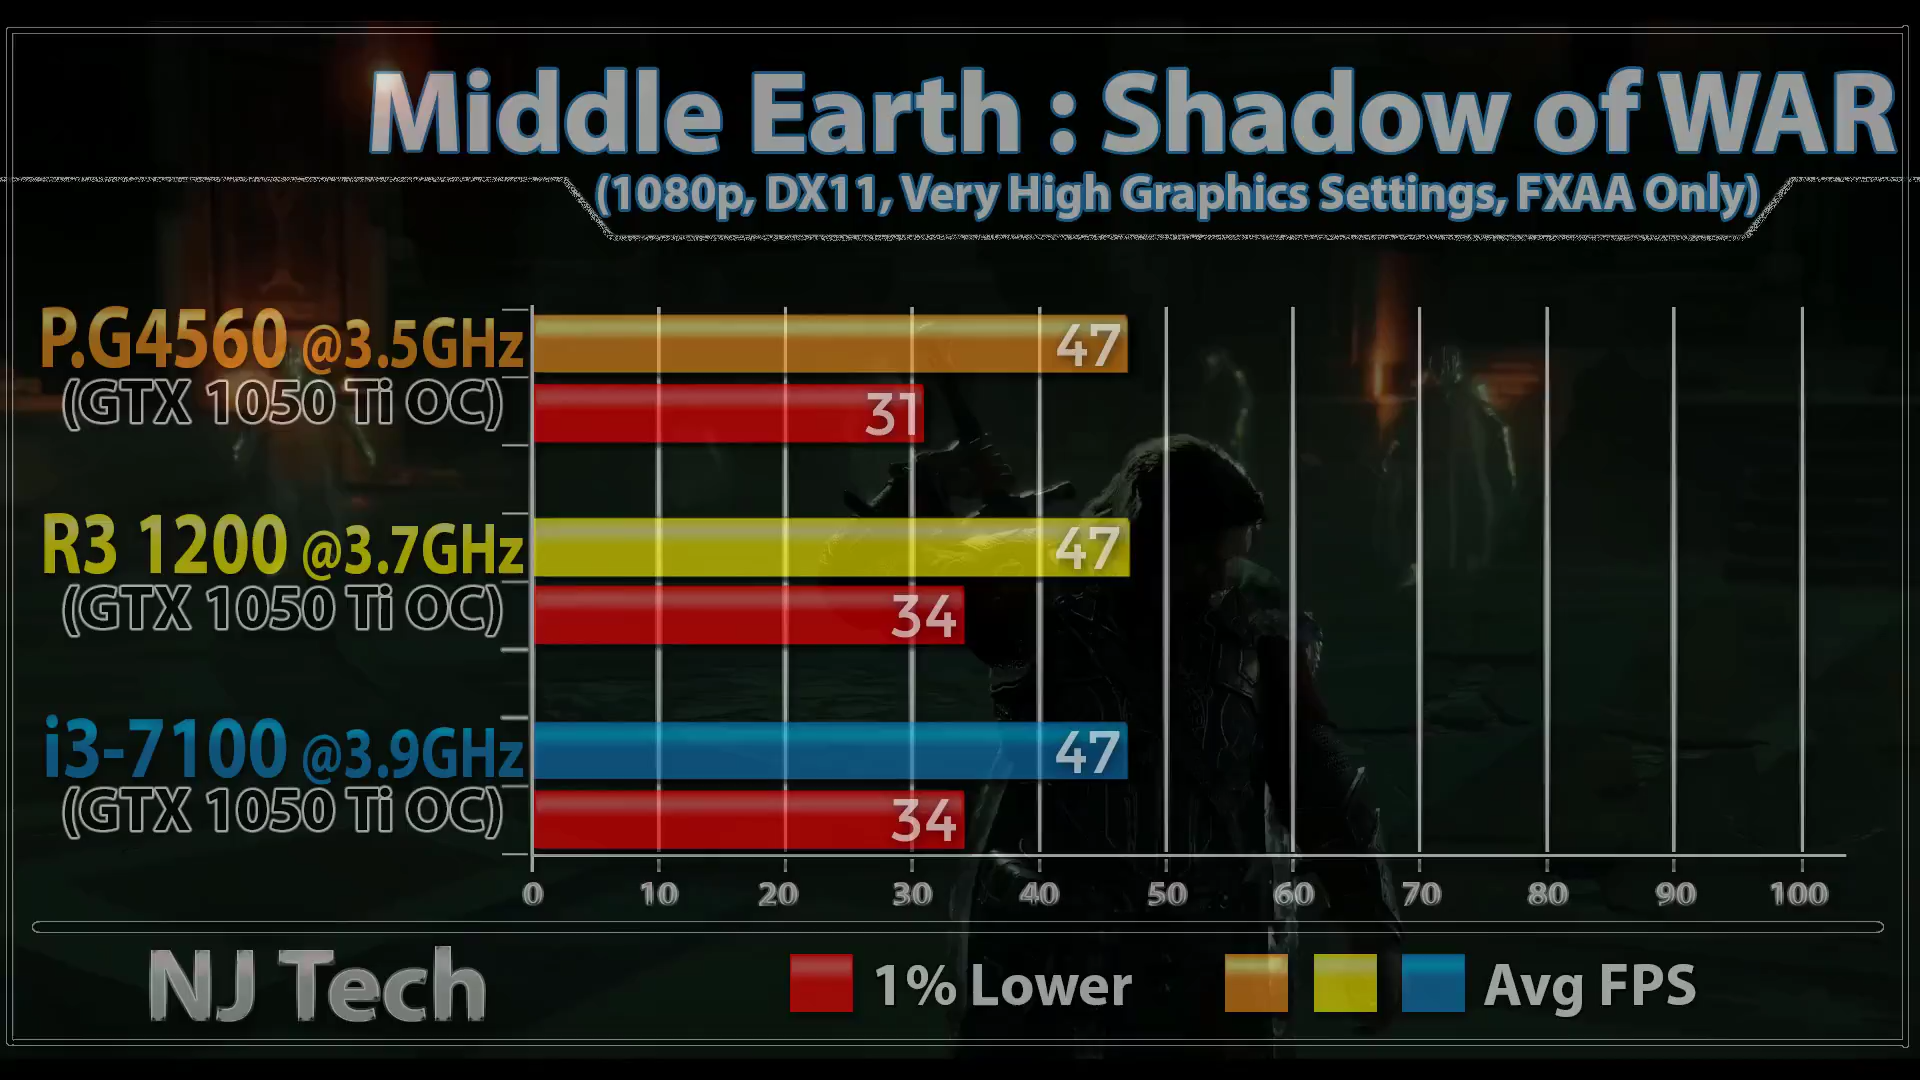 Middle Earth : Shadow of WAR
(1080p, DX11, Very High Graphics Settings, FXAA Only)
P.G4560 @3.5GHz
(GTX 1050 Ti OC)
47
31
R3 1200 @3.7GHz
(GTX 1050 Ti OC)
47
34
i3-7100 @3.9GHz
(GTX 1050 Ti OC)
47
34
0 10 20 30 40 50 60 70 80 90 100
NJ Tech
1% Lower
Avg FPS